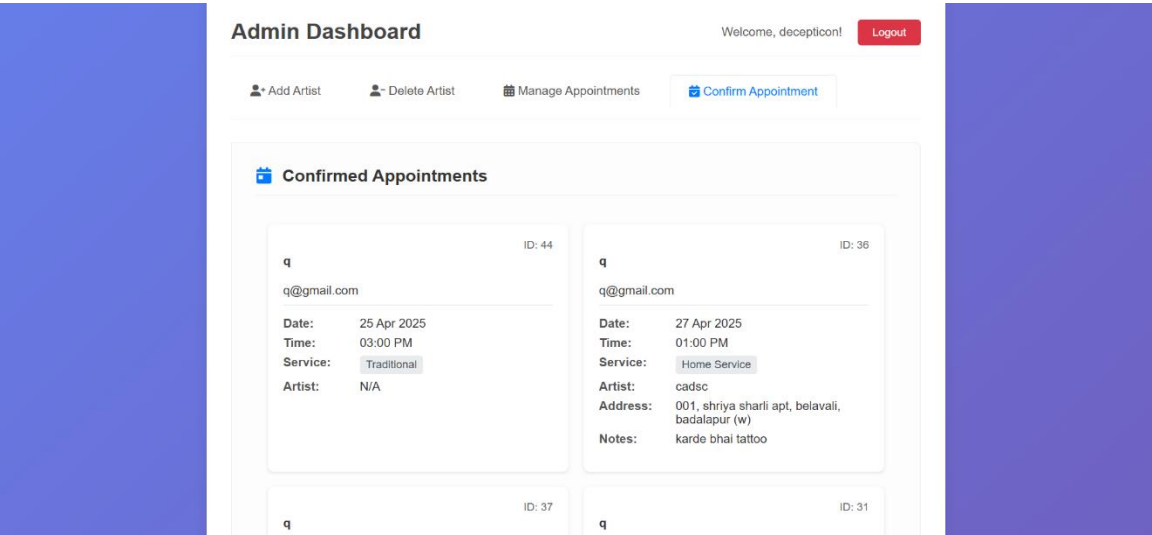 Admin Dashboard
Welcome, decepticon!
Logout
Add Artist
Delete Artist
Manage Appointments
Confirm Appointment
Confirmed Appointments
ID: 44
q
q@gmail.com
Date: 25 Apr 2025
Time: 03:00 PM
Service: Traditional
Artist: N/A
ID: 36
q
q@gmail.com
Date: 27 Apr 2025
Time: 01:00 PM
Service: Home Service
Artist: cadsc
Address: 001, shriya sharli apt, belavali,
badalapur (w)
Notes: karde bhai tattoo
ID: 37
q
ID: 31
q